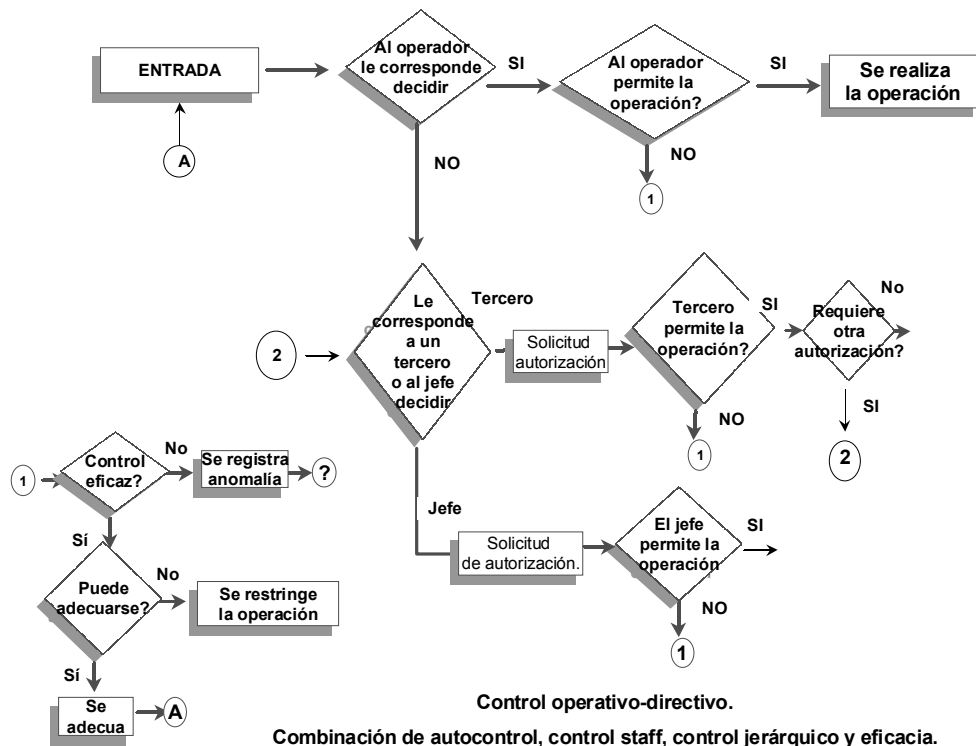 ENTRADA
Al operador
le corresponde
decidir
SI
Al operador
permite la
operación?
SI
Se realiza
la operación
A
NO
NO
1
2
Le
corresponde
a un
tercero
o al jefe
decidir
Tercero
Solicitud
autorización
Tercero
permite la
operación?
SI
Requiere
otra
autorización?
No
NO
1
SI
2
1
Control
eficaz?
No
Se registra
anomalía
?
Sí
Puede
adecuarse?
No
Se restringe
la operación
Sí
Se
adecua
A
Jefe
Solicitud
de autorización.
El jefe
permite la
operación
SI
NO
1
Control operativo-directivo.
Combinación de autocontrol, control staff, control jerárquico y eficacia.